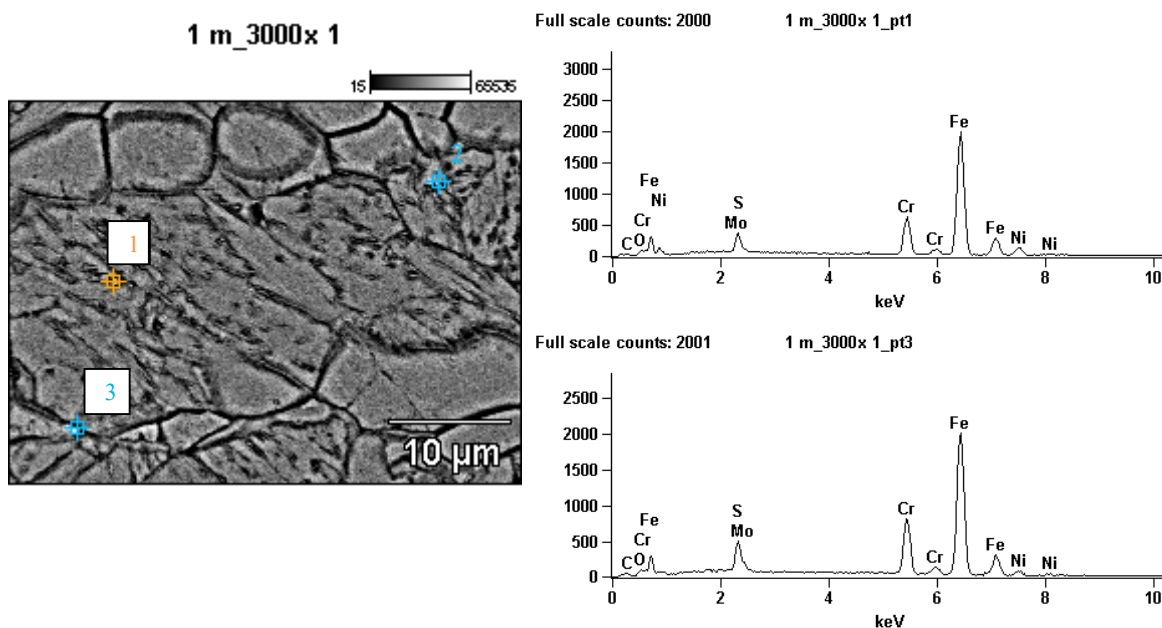 1 m_3000x 1
15 65535
2
1
3
10 µm
Full scale counts: 2000 1 m_3000x 1_pt1
3000
2500
2000
1500
1000
500
0
Fe
Fe
Ni
Cr
C O
S
Mo
Cr
Cr
Fe
Ni
Ni
0 2 4 6 8 10
keV
Full scale counts: 2001 1 m_3000x 1_pt3
2500
2000
1500
1000
500
0
Fe
Fe
Cr
C O
S
Mo
Cr
Cr
Fe
Ni
Ni
0 2 4 6 8 10
keV